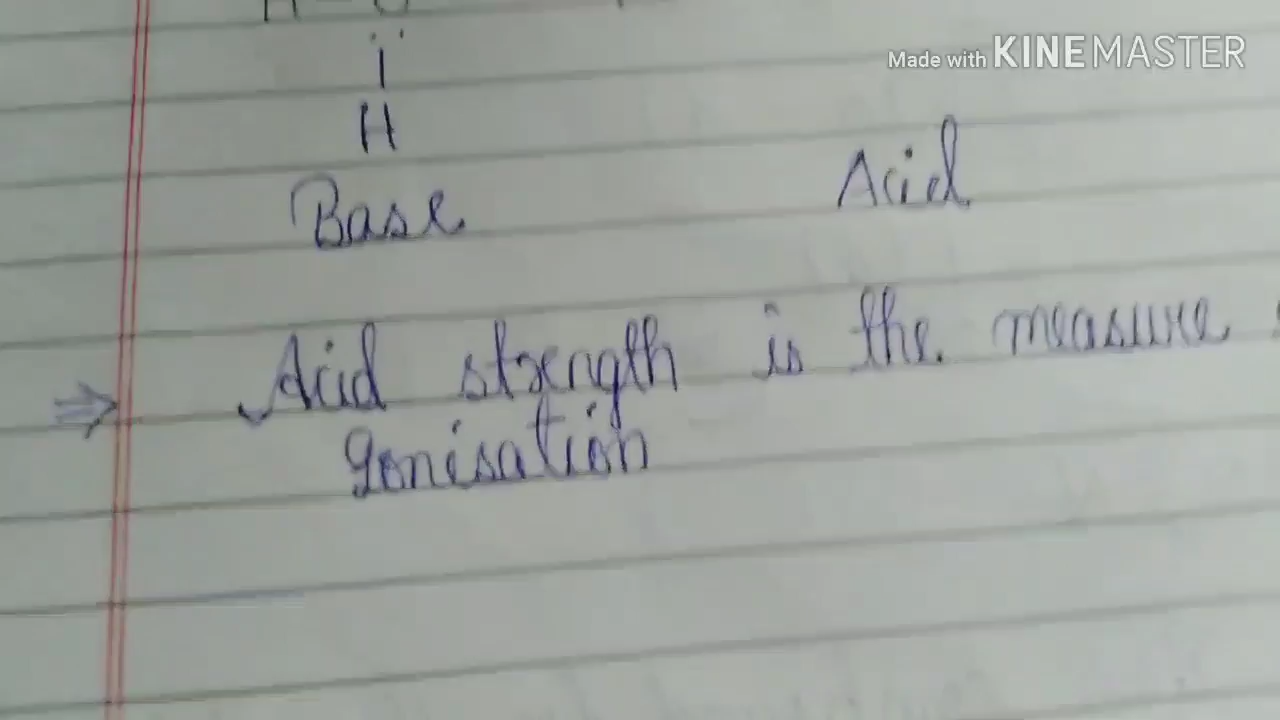 Made with KINEMASTER
H
Base
Acid
⇒ Acid strength is the measure
Ionisation